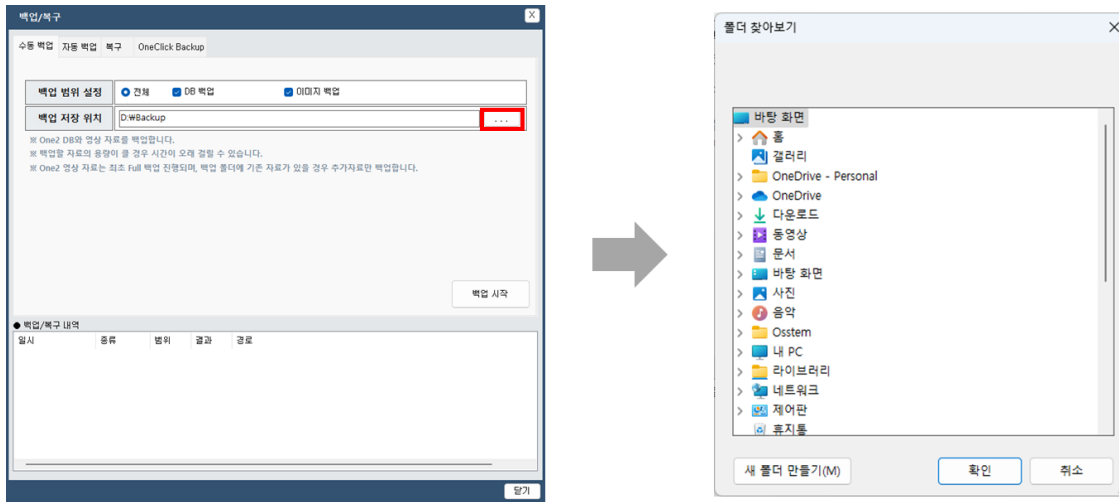 백업/복구
수동 백업 자동 백업 복구 OneClick Backup
백업 범위 설정 전체 DB 백업 이미지 백업
백업 저장 위치 D:₩Backup ...
※ One2 DB와 영상 자료를 백업합니다.
※ 백업할 자료의 용량이 클 경우 시간이 오래 걸릴 수 있습니다.
※ One2 영상 자료는 최초 Full 백업 진행되며, 백업 폴더에 기존 자료가 있을 경우 추가자료만 백업합니다.
백업 시작
● 백업/복구 내역
일시 종류 범위 결과 경로
닫기
폴더 찾아보기
바탕 화면
홈
갤러리
OneDrive - Personal
OneDrive
다운로드
동영상
문서
바탕 화면
사진
음악
Osstem
내 PC
라이브러리
네트워크
제어판
휴지통
새 폴더 만들기(M) 확인 취소